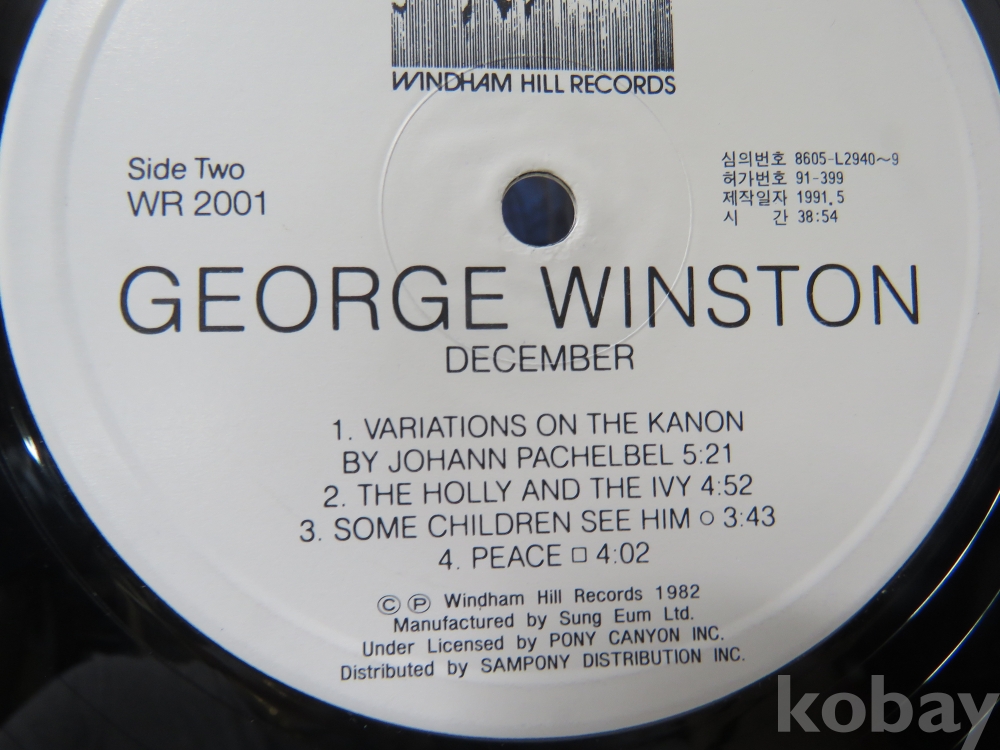 WINDHAM HILL RECORDS
Side Two
WR 2001
심의번호 8605-L2940~9
허가번호 91-399
제작일자 1991.5
시 간 38:54
GEORGE WINSTON
DECEMBER
1. VARIATIONS ON THE KANON
BY JOHANN PACHELBEL 5:21
2. THE HOLLY AND THE IVY 4:52
3. SOME CHILDREN SEE HIM ○ 3:43
4. PEACE □ 4:02
Ⓒ Ⓟ Windham Hill Records 1982
Manufactured by Sung Eum Ltd.
Under Licensed by PONY CANYON INC.
Distributed by SAMPONY DISTRIBUTION INC.
kobay